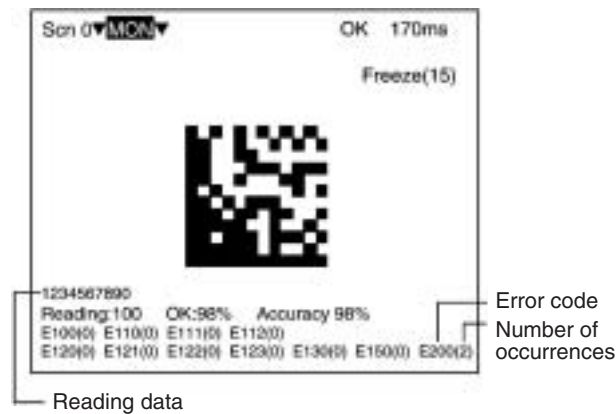 Scn 0▼MON▼ OK 170ms
Freeze(15)
1234567890
Reading:100 OK:98% Accuracy 98%
E100(0) E110(0) E111(0) E112(0)
E120(0) E121(0) E122(0) E123(0) E130(0) E150(0) E200(2)
Error code
Number of
occurrences
Reading data